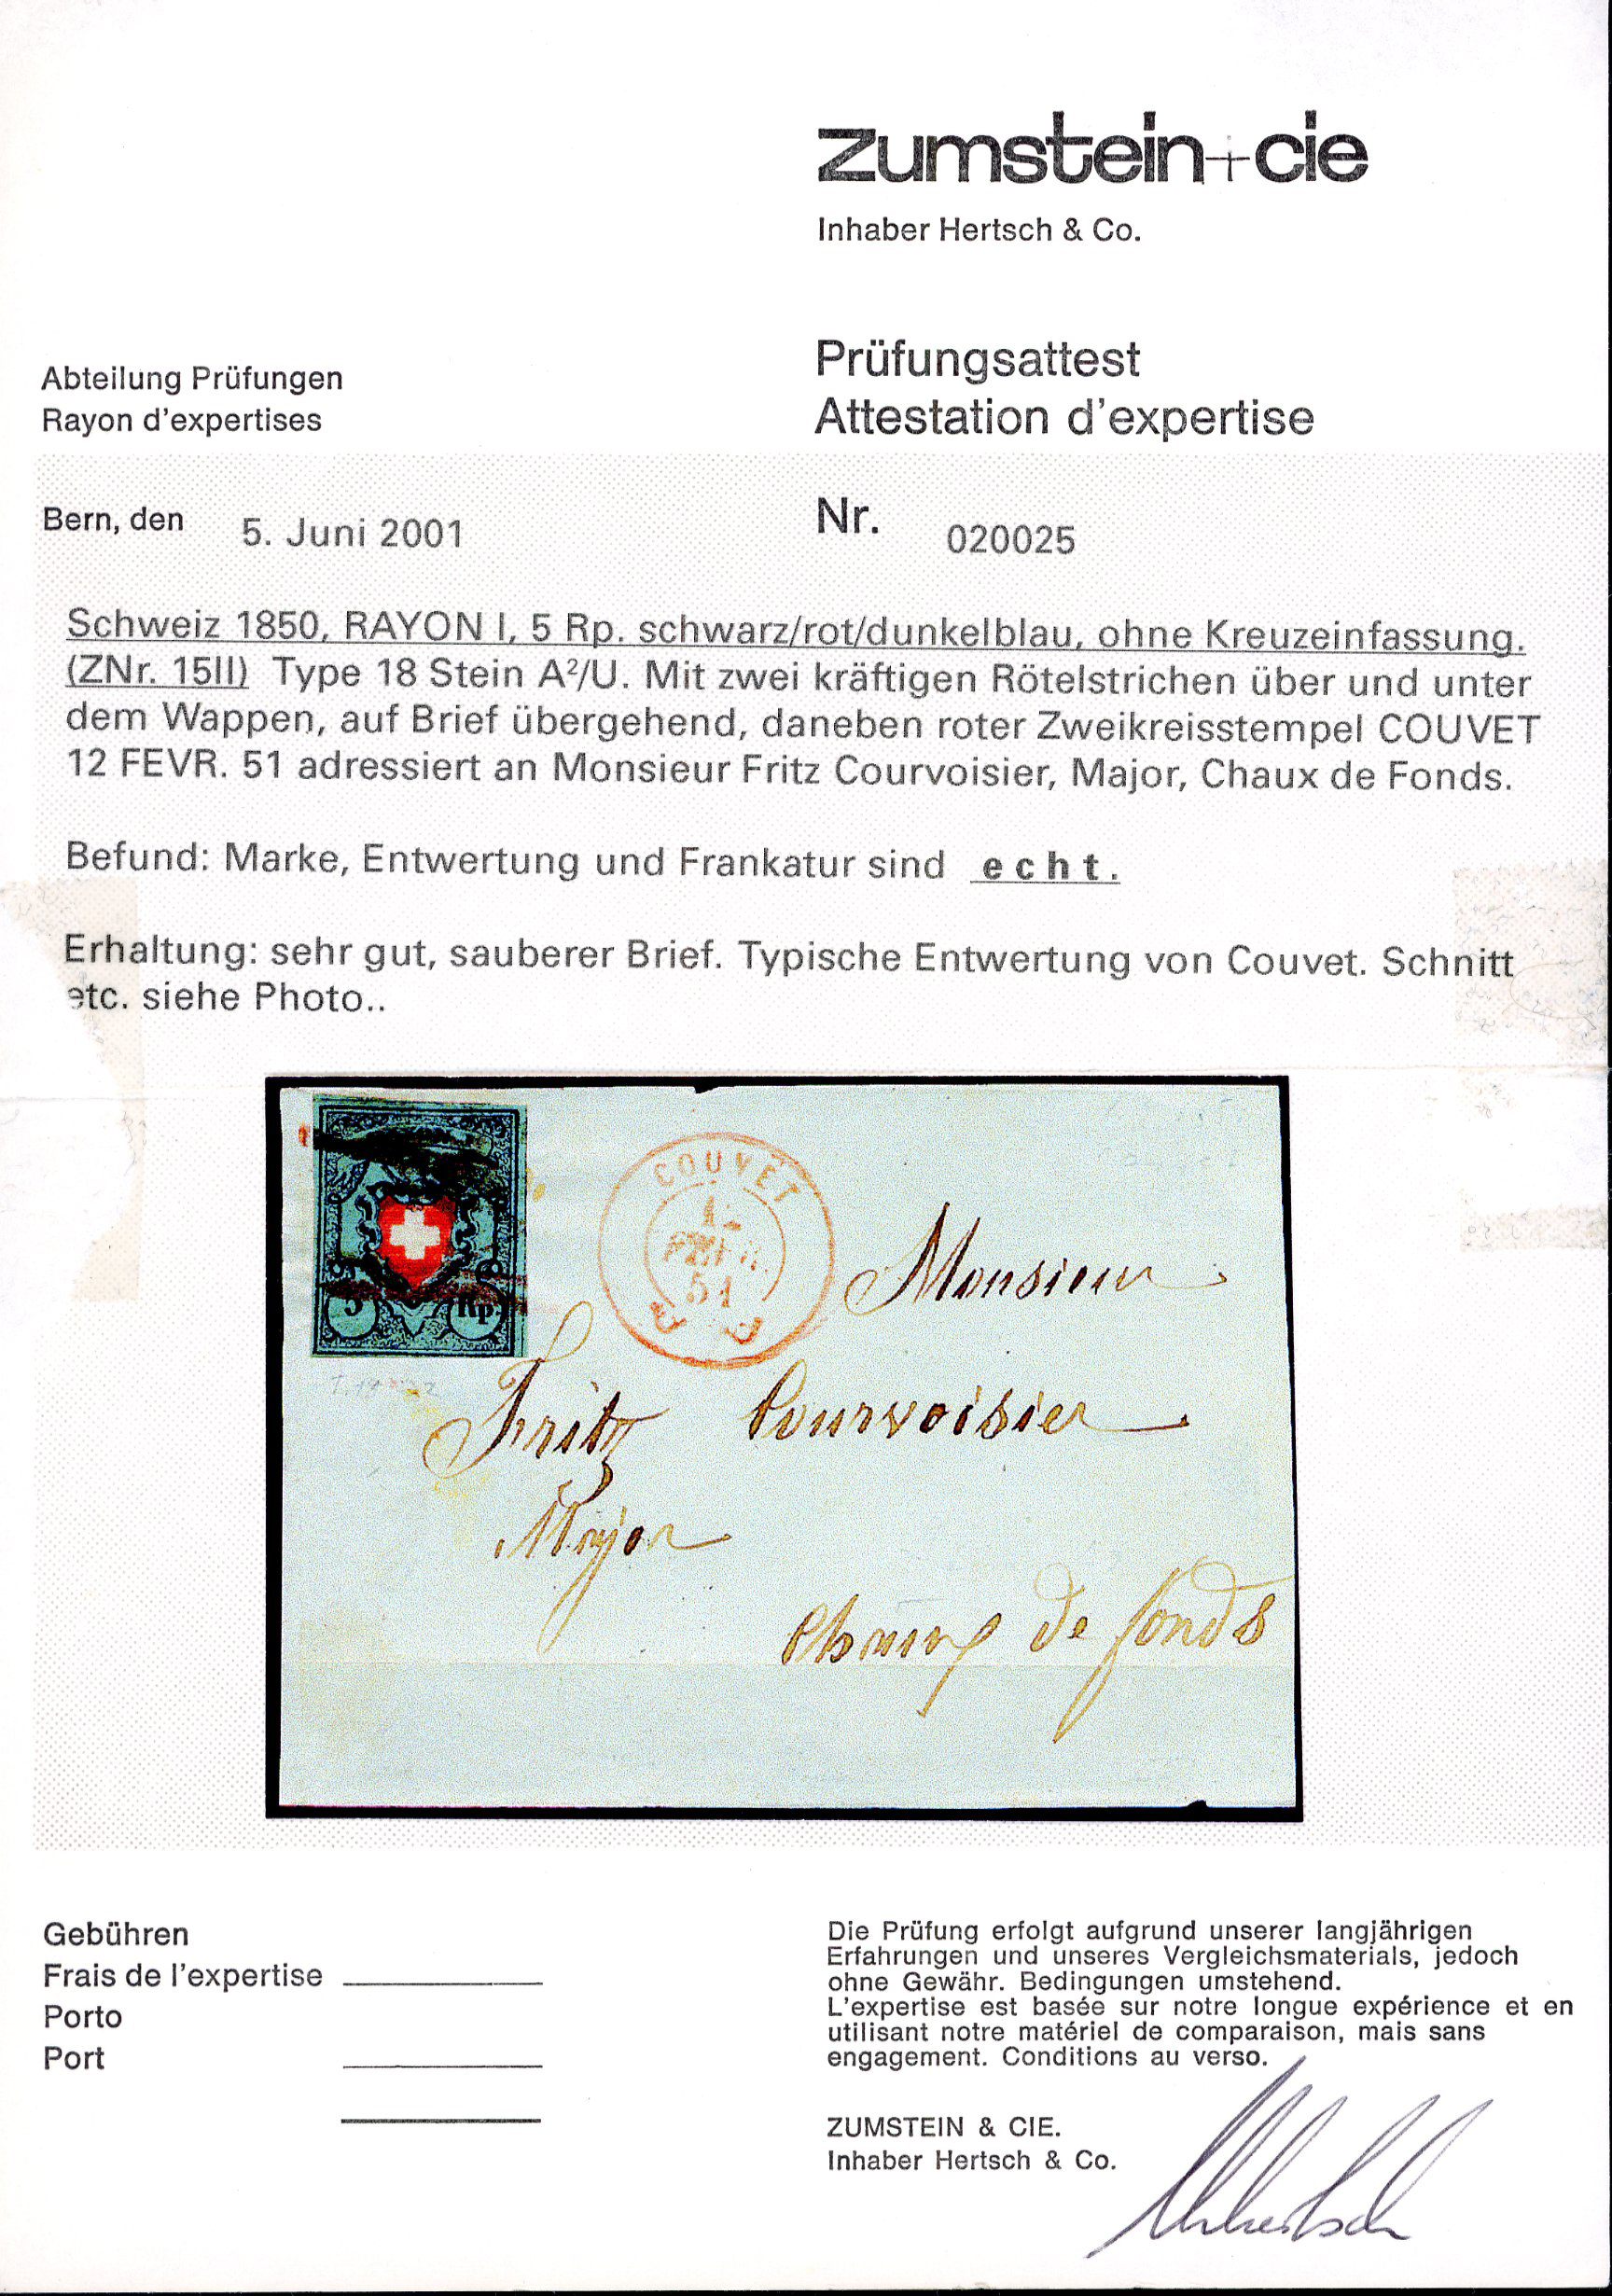 zumstein+cie
Inhaber Hertsch & Co.
Abteilung Prüfungen
Rayon d'expertises
Prüfungsattest
Attestation d'expertise
Bern, den 5. Juni 2001
Nr. 020025
Schweiz 1850, RAYON I, 5 Rp. schwarz/rot/dunkelblau, ohne Kreuzeinfassung.
(ZNr. 15II) Type 18 Stein A²/U. Mit zwei kräftigen Rötelstrichen über und unter
dem Wappen, auf Brief übergehend, daneben roter Zweikreisstempel COUVET
12 FEVR. 51 adressiert an Monsieur Fritz Courvoisier, Major, Chaux de Fonds.
Befund: Marke, Entwertung und Frankatur sind echt.
Erhaltung: sehr gut, sauberer Brief. Typische Entwertung von Couvet. Schnitt
etc. siehe Photo..
COUVET
12
FEVR.
51
5 Rp.
Monsieur
Fritz Courvoisier
Major
Chaux de fonds
Gebühren
Frais de l'expertise
Porto
Port
Die Prüfung erfolgt aufgrund unserer langjährigen
Erfahrungen und unseres Vergleichsmaterials, jedoch
ohne Gewähr. Bedingungen umstehend.
L'expertise est basée sur notre longue expérience et en
utilisant notre matériel de comparaison, mais sans
engagement. Conditions au verso.
ZUMSTEIN & CIE.
Inhaber Hertsch & Co.